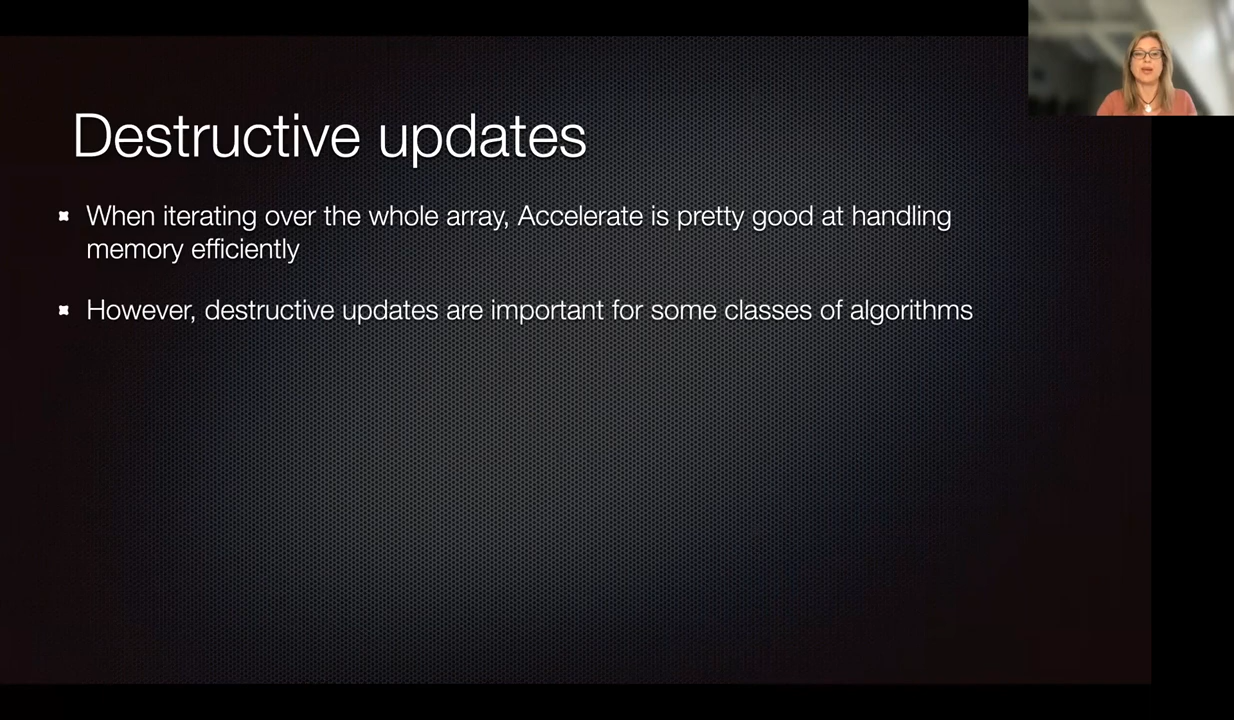 Destructive updates
When iterating over the whole array, Accelerate is pretty good at handling
memory efficiently
However, destructive updates are important for some classes of algorithms